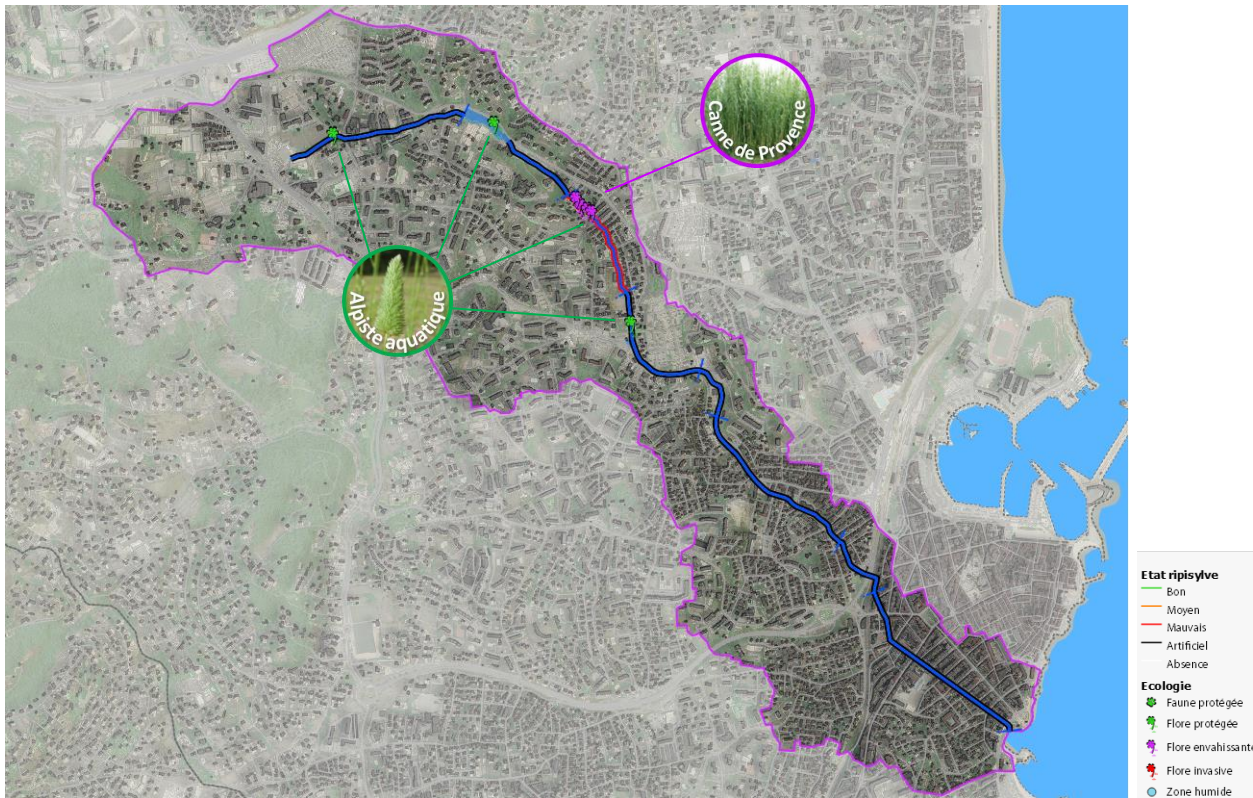 Canne de Provence
Alpiste aquatique
Etat ripisylve
Bon
Moyen
Mauvais
Artificiel
Absence
Ecologie
Faune protégée
Flore protégée
Flore envahissante
Flore invasive
Zone humide